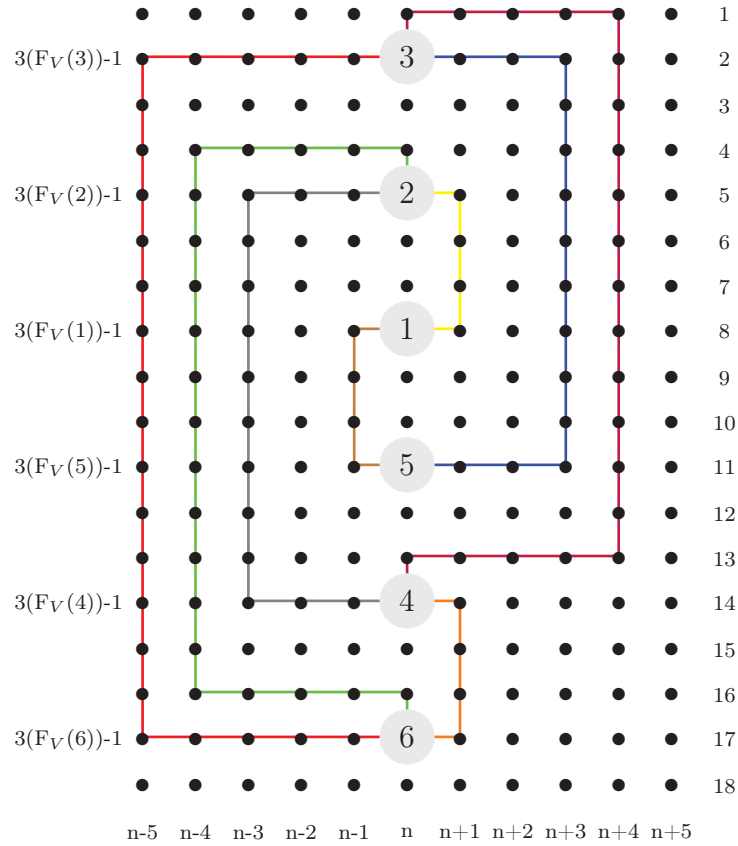 1
3(F_V(3))-1 3 2
3
4
3(F_V(2))-1 2 5
6
7
3(F_V(1))-1 1 8
9
10
3(F_V(5))-1 5 11
12
13
3(F_V(4))-1 4 14
15
16
3(F_V(6))-1 6 17
18
n-5 n-4 n-3 n-2 n-1 n n+1 n+2 n+3 n+4 n+5